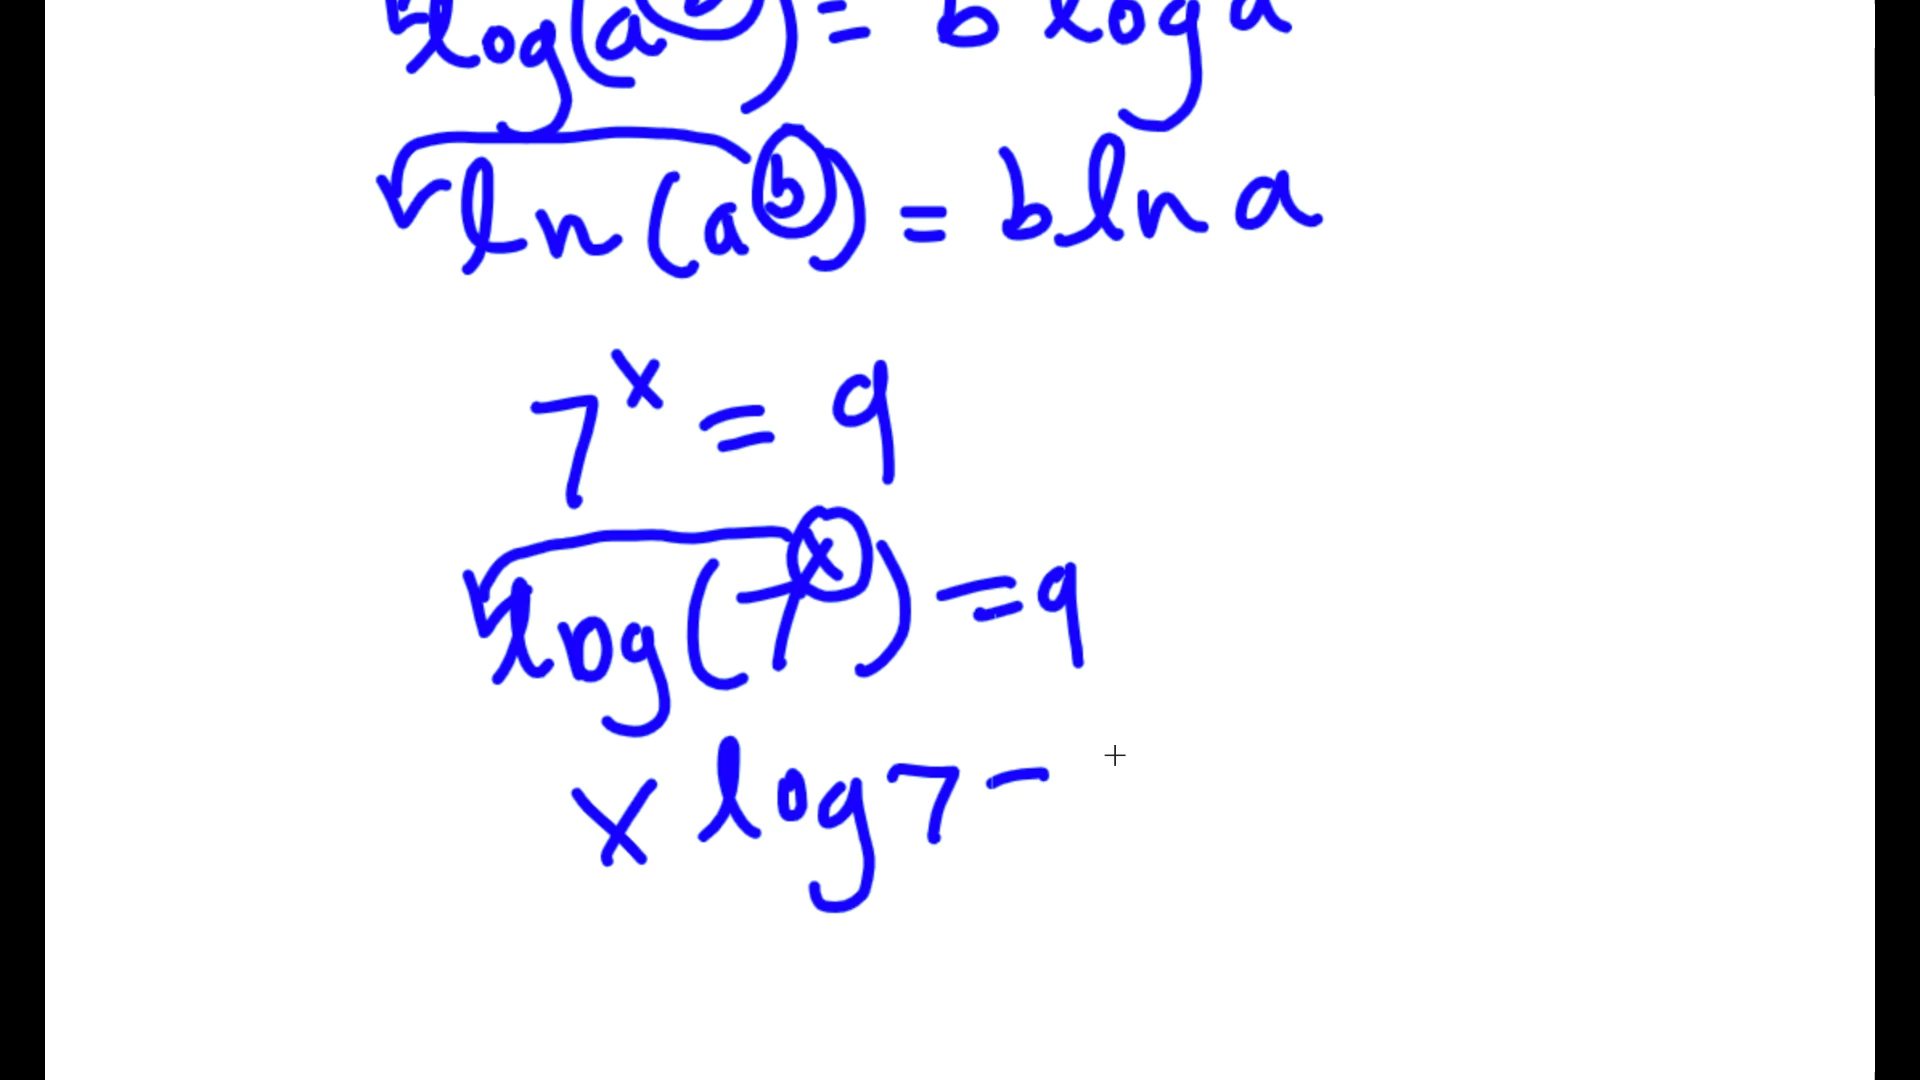 log(a^b) = b log a
ln(a^b) = b ln a
7^x = 9
log(7^x) = 9
x log 7 -